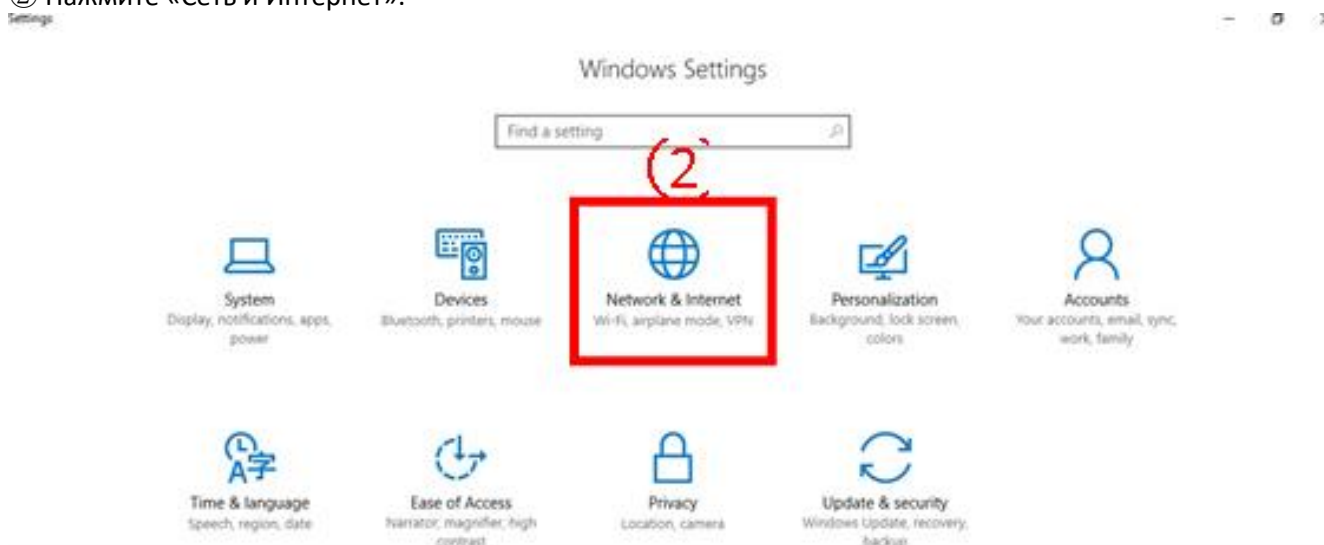 ② Нажмите «Сеть и Интернет».
Settings
Windows Settings
Find a setting
(2)
System
Display, notifications, apps,
power
Devices
Bluetooth, printers, mouse
Network & Internet
Wi-Fi, airplane mode, VPN
Personalization
Background, lock screen,
colors
Accounts
Your accounts, email, sync,
work, family
Time & language
Speech, region, date
Ease of Access
Narrator, magnifier, high
contrast
Privacy
Location, camera
Update & security
Windows Update, recovery,
backup